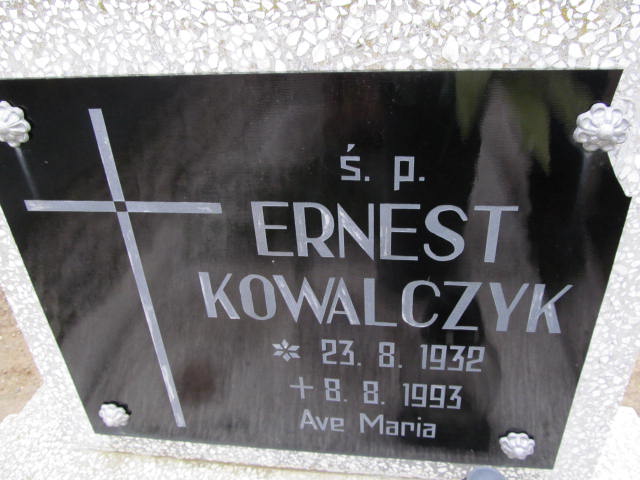 ś. p.
ERNEST
KOWALCZYK
* 23. 8. 1932
+ 8. 8. 1993
Ave Maria